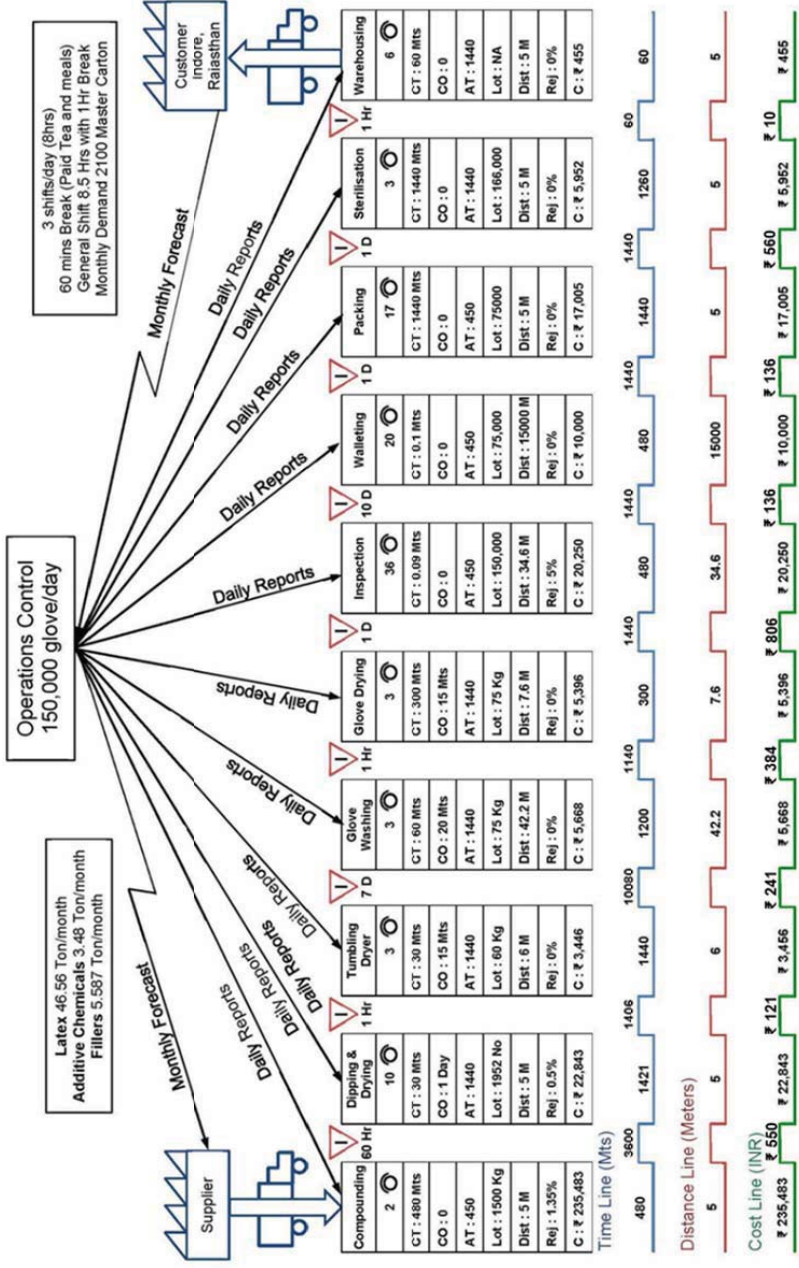 Operations Control
150,000 glove/day
Latex 46.56 Ton/month
Additive Chemicals 3.48 Ton/month
Fillers 5.587 Ton/month
3 shifts/day (8hrs)
60 mins Break (Paid Tea and meals)
General Shift 8.5 Hrs with 1Hr Break
Monthly Demand 2100 Master Carton
Supplier
Customer
Indore,
Rajasthan
Monthly Forecast
Monthly Forecast
Daily Reports
Daily Reports
Daily Reports
Daily Reports
Daily Reports
Daily Reports
Daily Reports
Daily Reports
Daily Reports
Daily Reports
Daily Reports
Daily Reports
Compounding
2
CT : 480 Mts
CO : 0
AT : 450
Lot : 1500 Kg
Dist : 5 M
Rej : 1.35%
C : ₹ 235,483
I
60 Hr
Dipping &
Drying
10
CT : 30 Mts
CO : 1 Day
AT : 1440
Lot : 1952 No
Dist : 5 M
Rej : 0.5%
C : ₹ 22,843
I
1 Hr
Tumbling
Dryer
3
CT : 30 Mts
CO : 15 Mts
AT : 1440
Lot : 60 Kg
Dist : 6 M
Rej : 0%
C : ₹ 3,446
I
7 D
Glove
Washing
3
CT : 60 Mts
CO : 20 Mts
AT : 1440
Lot : 75 Kg
Dist : 42.2 M
Rej : 0%
C : ₹ 5,668
I
1 Hr
Glove Drying
3
CT : 300 Mts
CO : 15 Mts
AT : 1440
Lot : 75 Kg
Dist : 7.6 M
Rej : 0%
C : ₹ 5,396
I
1 D
Inspection
36
CT : 0.09 Mts
CO : 0
AT : 450
Lot : 150,000
Dist : 34.6 M
Rej : 5%
C : ₹ 20,250
I
10 D
Walleting
20
CT : 0.1 Mts
CO : 0
AT : 450
Lot : 75,000
Dist : 15000 M
Rej : 0%
C : ₹ 10,000
I
1 D
Packing
17
CT : 1440 Mts
CO : 0
AT : 450
Lot : 75000
Dist : 5 M
Rej : 0%
C : ₹ 17,005
I
1 D
Sterilisation
3
CT : 1440 Mts
CO : 0
AT : 1440
Lot : 166,000
Dist : 5 M
Rej : 0%
C : ₹ 5,952
I
1 Hr
Warehousing
6
CT : 60 Mts
CO : 0
AT : 1440
Lot : NA
Dist : 5 M
Rej : 0%
C : ₹ 455
Time Line (Mts)
480 3600 1421 1406 1440 10080 1200 1140 300 1440 480 1440 480 1440 1440 1440 1260 60 60
Distance Line (Meters)
5 5 6 42.2 7.6 34.6 15000 5 5 5
Cost Line (INR)
₹ 235,483 ₹ 550 ₹ 22,843 ₹ 121 ₹ 3,456 ₹ 241 ₹ 5,668 ₹ 384 ₹ 5,396 ₹ 806 ₹ 20,250 ₹ 136 ₹ 10,000 ₹ 136 ₹ 17,005 ₹ 560 ₹ 5,952 ₹ 10 ₹ 455